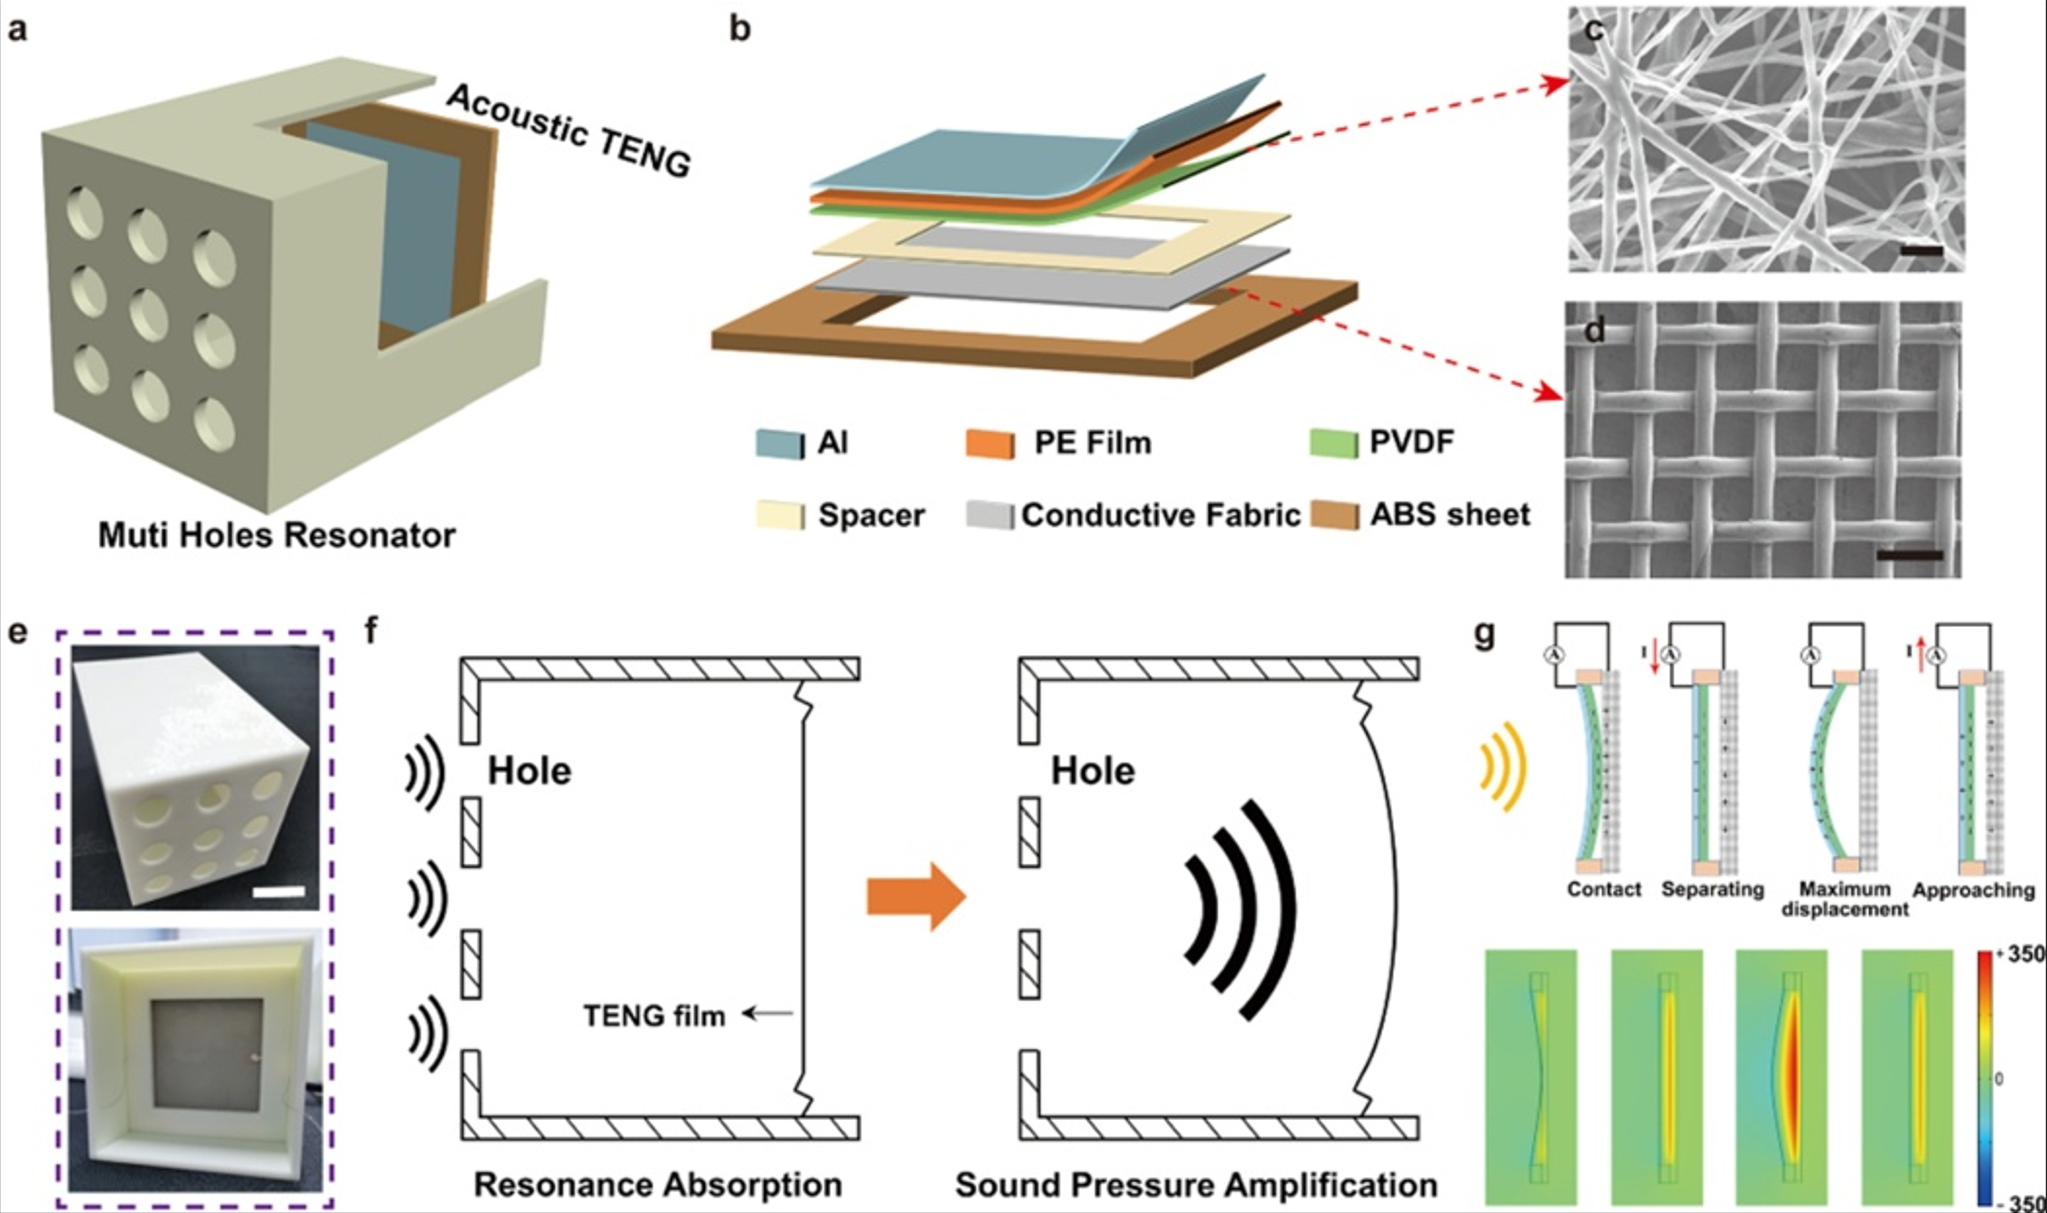 a
Acoustic TENG
Muti Holes Resonator
b
Al
PE Film
PVDF
Spacer
Conductive Fabric
ABS sheet
c
d
e
f
Hole
TENG film
Resonance Absorption
Hole
Sound Pressure Amplification
g
A
I A
A
I A
Contact
Separating
Maximum
displacement
Approaching
+ 350
0
- 350